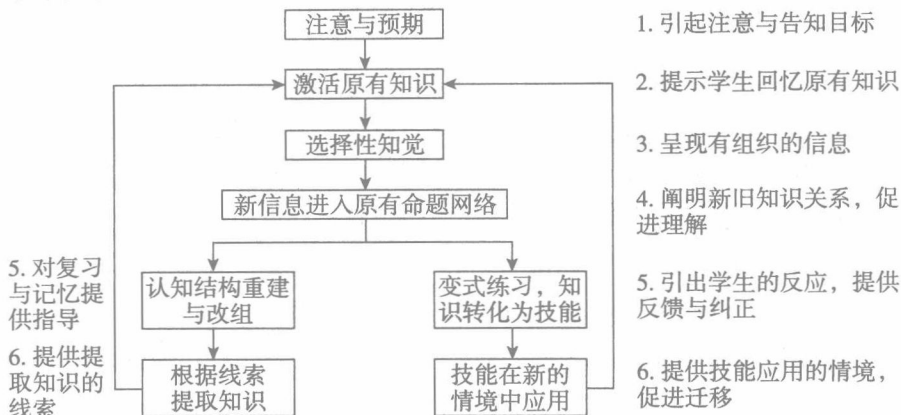 注意与预期
1. 引起注意与告知目标
激活原有知识
2. 提示学生回忆原有知识
选择性知觉
3. 呈现有组织的信息
新信息进入原有命题网络
4. 阐明新旧知识关系，促
进理解
5. 对复习
与记忆提
供指导
认知结构重建
与改组
变式练习，知
识转化为技能
5. 引出学生的反应，提供
反馈与纠正
6. 提供提
取知识的
线索
根据线索
提取知识
技能在新的
情境中应用
6. 提供技能应用的情境，
促进迁移